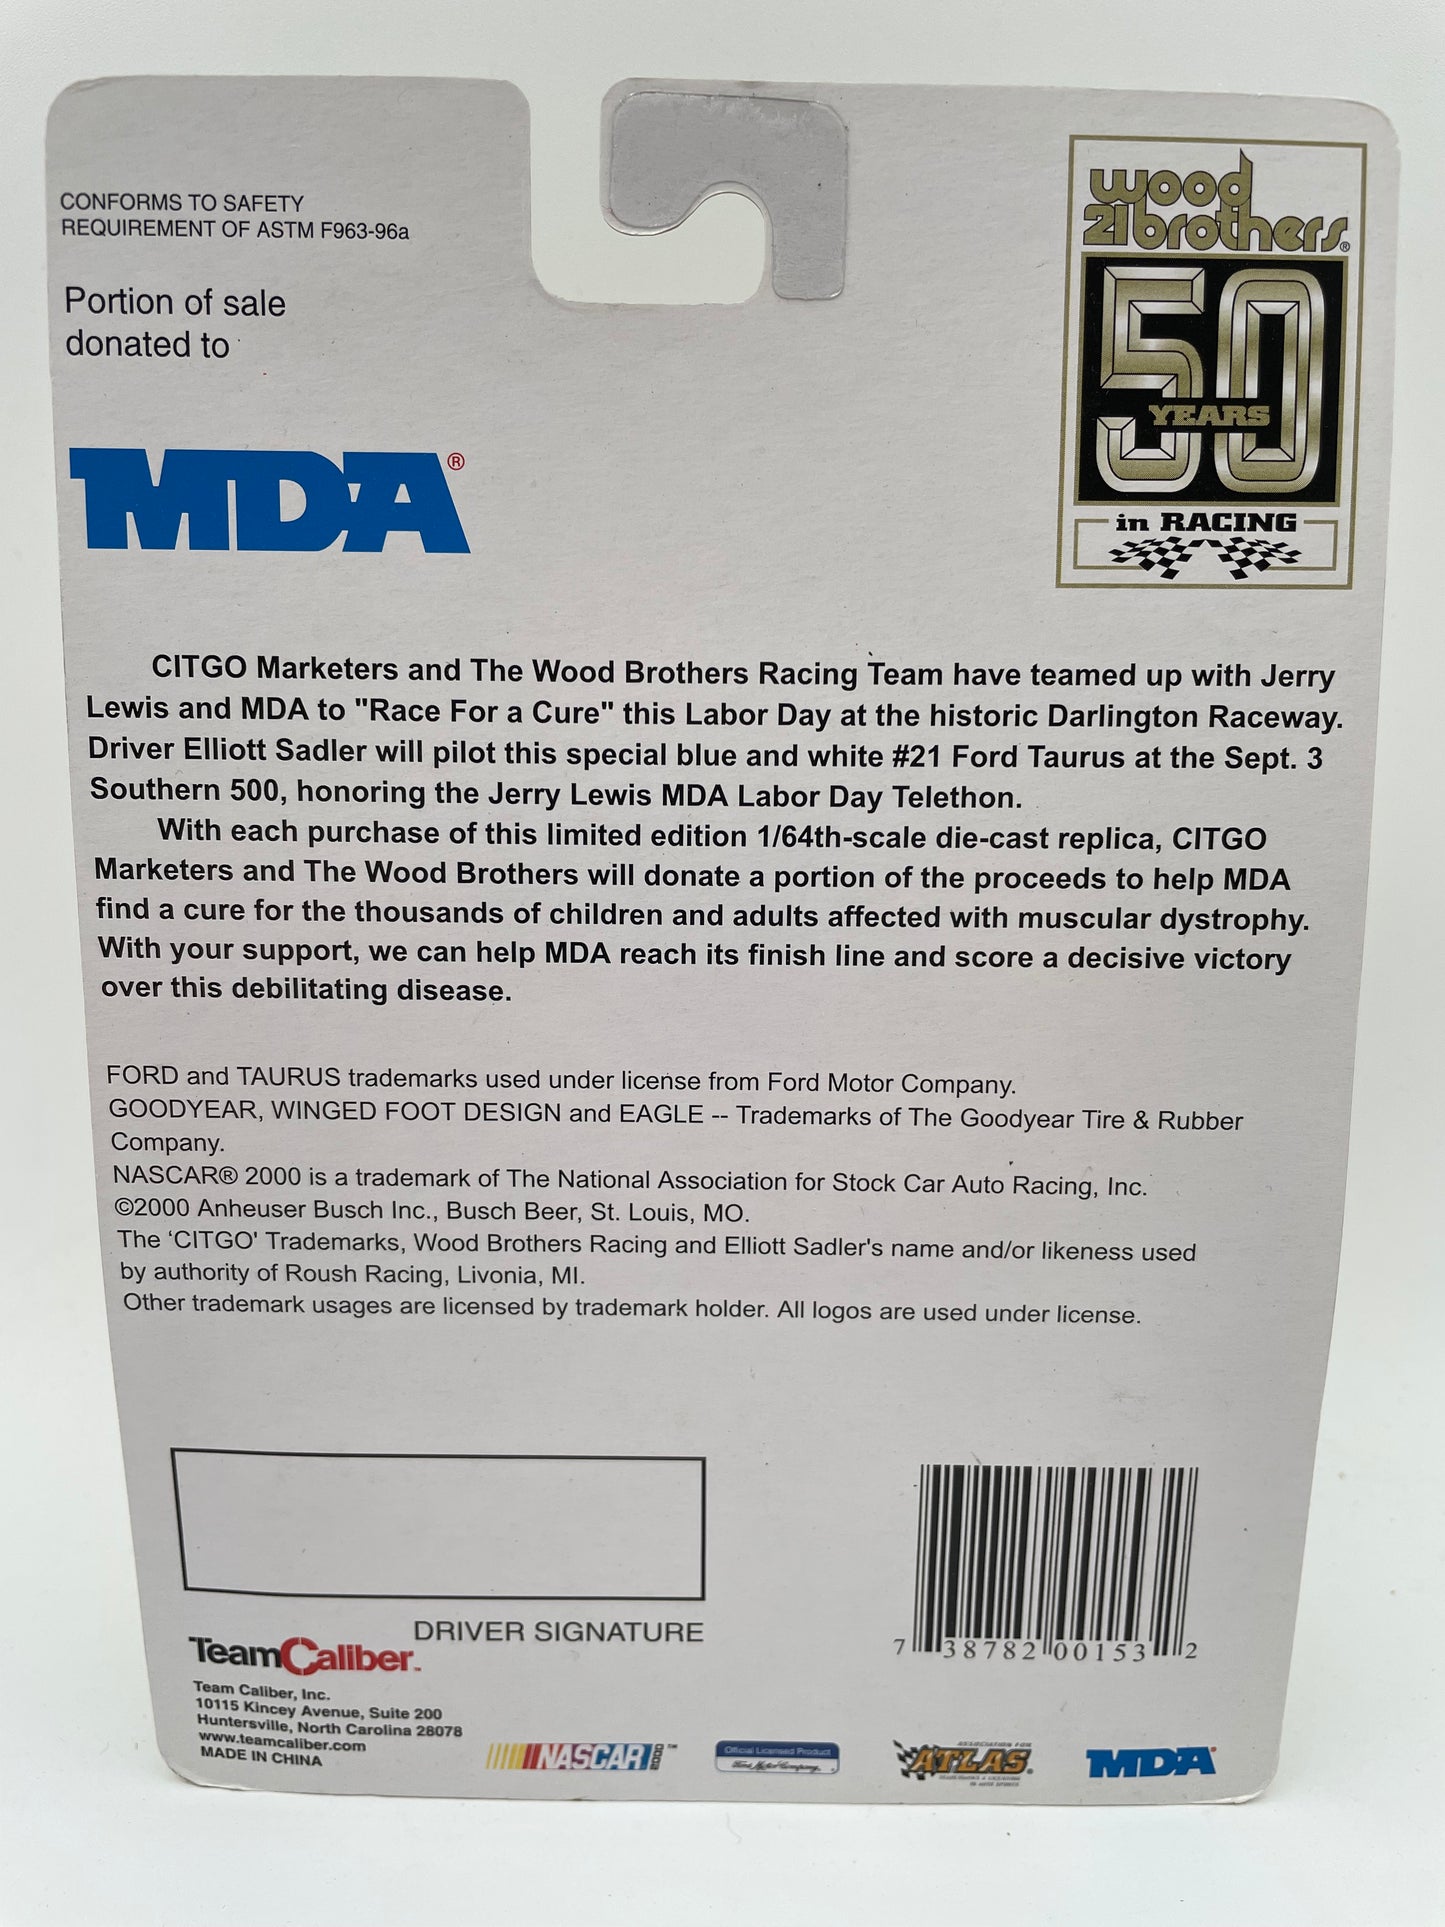 CONFORMS TO SAFETY
REQUIREMENT OF ASTM F963-96a
Portion of sale
donated to
MDA®
wood
21 brothers®
50
YEARS
in RACING
CITGO Marketers and The Wood Brothers Racing Team have teamed up with Jerry
Lewis and MDA to "Race For a Cure" this Labor Day at the historic Darlington Raceway.
Driver Elliott Sadler will pilot this special blue and white #21 Ford Taurus at the Sept. 3
Southern 500, honoring the Jerry Lewis MDA Labor Day Telethon.
With each purchase of this limited edition 1/64th-scale die-cast replica, CITGO
Marketers and The Wood Brothers will donate a portion of the proceeds to help MDA
find a cure for the thousands of children and adults affected with muscular dystrophy.
With your support, we can help MDA reach its finish line and score a decisive victory
over this debilitating disease.
FORD and TAURUS trademarks used under license from Ford Motor Company.
GOODYEAR, WINGED FOOT DESIGN and EAGLE -- Trademarks of The Goodyear Tire & Rubber
Company.
NASCAR® 2000 is a trademark of The National Association for Stock Car Auto Racing, Inc.
©2000 Anheuser Busch Inc., Busch Beer, St. Louis, MO.
The ‘CITGO' Trademarks, Wood Brothers Racing and Elliott Sadler's name and/or likeness used
by authority of Roush Racing, Livonia, MI.
Other trademark usages are licensed by trademark holder. All logos are used under license.
DRIVER SIGNATURE
TeamCaliber™
Team Caliber, Inc.
10115 Kincey Avenue, Suite 200
Huntersville, North Carolina 28078
www.teamcaliber.com
MADE IN CHINA
7 38782 00153 2
NASCAR 2000™
Official Licensed Product
Ford Motor Company
ASSOCIATION FOR
ATLAS®
MDA®